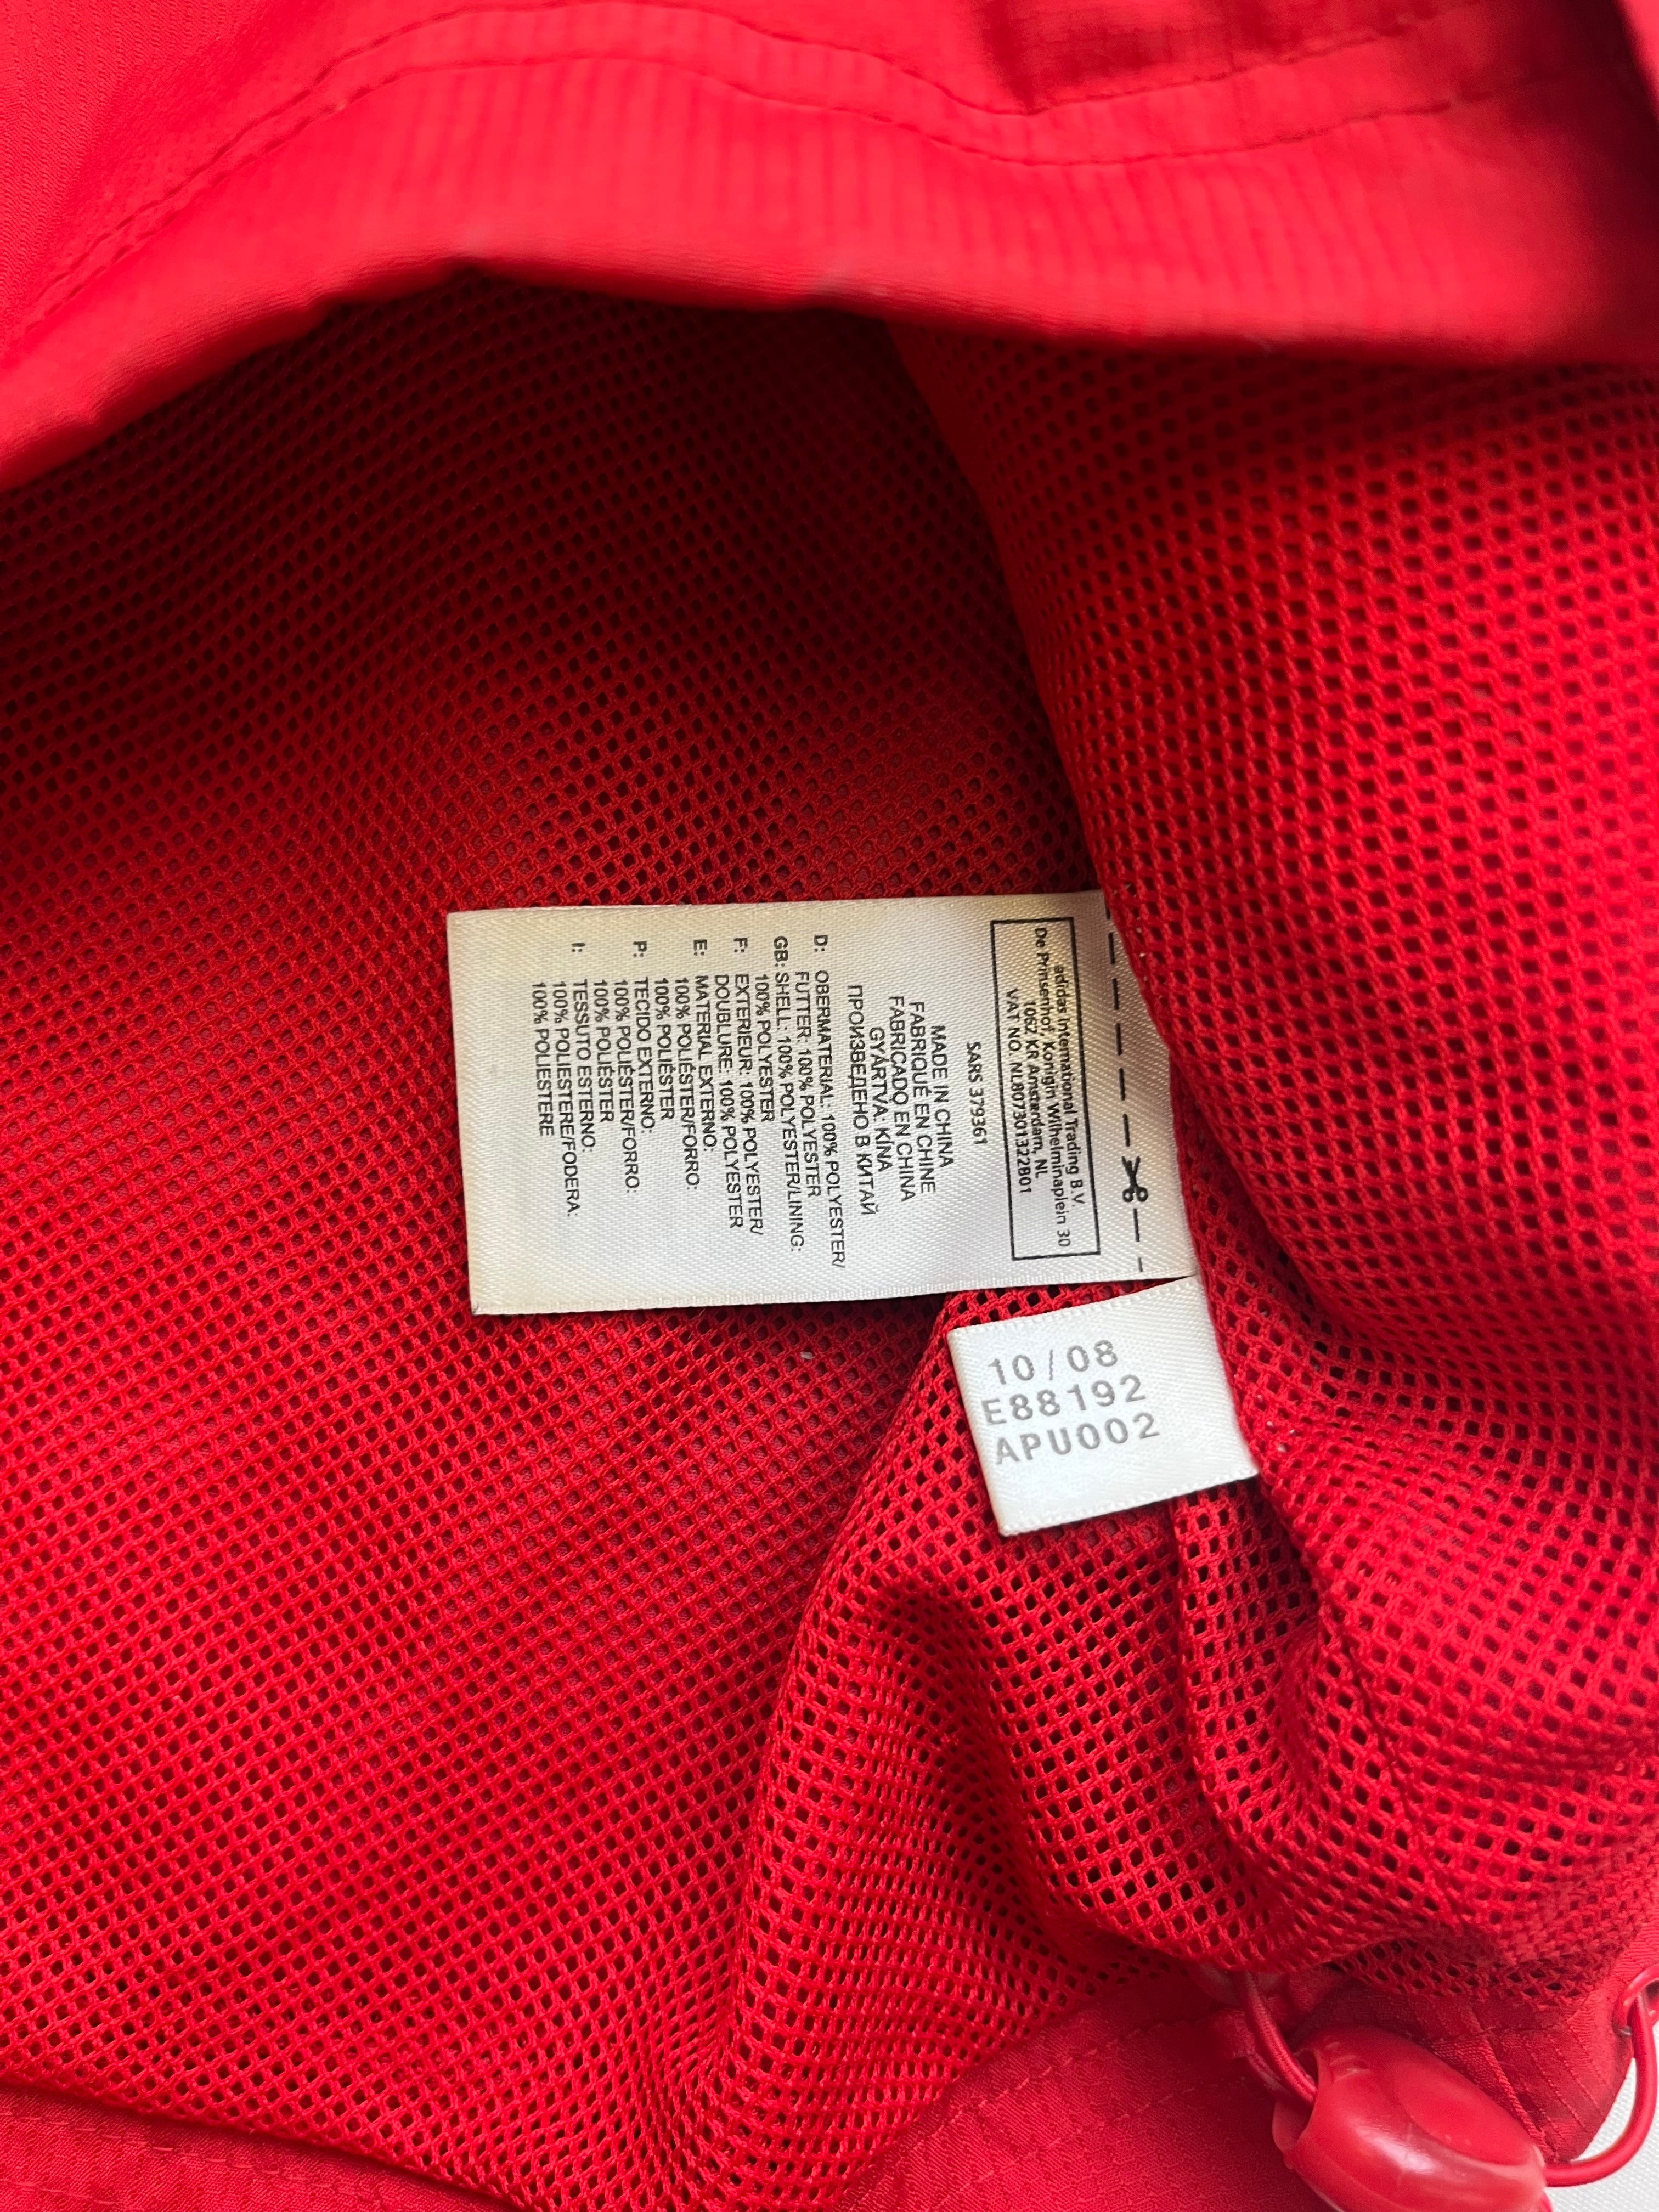 adidas International Trading B.V.
De Prinsenhof, Koningin Wilhelminaplein 30
1062 KR Amsterdam, NL
VAT NO. NL807301322B01
SARS 379361
MADE IN CHINA
FABRIQUÉ EN CHINE
FABRICADO EN CHINA
GYÁRTVA: KÍNA
ПРОИЗВЕДЕНО В КИТАЙ
D: OBERMATERIAL: 100% POLYESTER/
FUTTER: 100% POLYESTER
GB: SHELL: 100% POLYESTER/LINING:
100% POLYESTER
F: EXTERIEUR: 100% POLYESTER/
DOUBLURE: 100% POLYESTER
E: MATERIAL EXTERNO:
100% POLIÉSTER/FORRO:
100% POLIÉSTER
P: TECIDO EXTERNO:
100% POLIÉSTER/FORRO:
100% POLIÉSTER
I: TESSUTO ESTERNO:
100% POLIESTERE/FODERA:
100% POLIESTERE
10/08
E88192
APU002